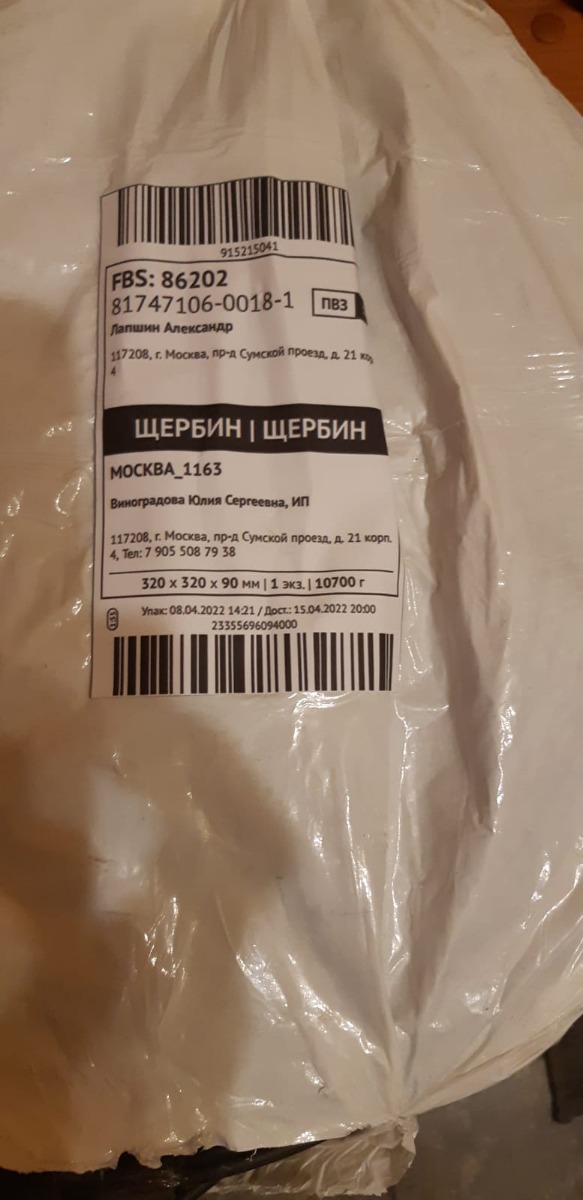 915215041
FBS: 86202
81747106-0018-1 ПВЗ
Лапшин Александр
117208, г. Москва, пр-д Сумской проезд, д. 21 кор
4
ЩЕРБИН | ЩЕРБИН
МОСКВА_1163
Виноградова Юлия Сергеевна, ИП
117208, г. Москва, пр-д Сумской проезд, д. 21 корп.
4, Тел: 7 905 508 79 38
320 x 320 x 90 мм | 1 экз. | 10700 г
Упак: 08.04.2022 14:21 / Дост.: 15.04.2022 20:00
23355696094000